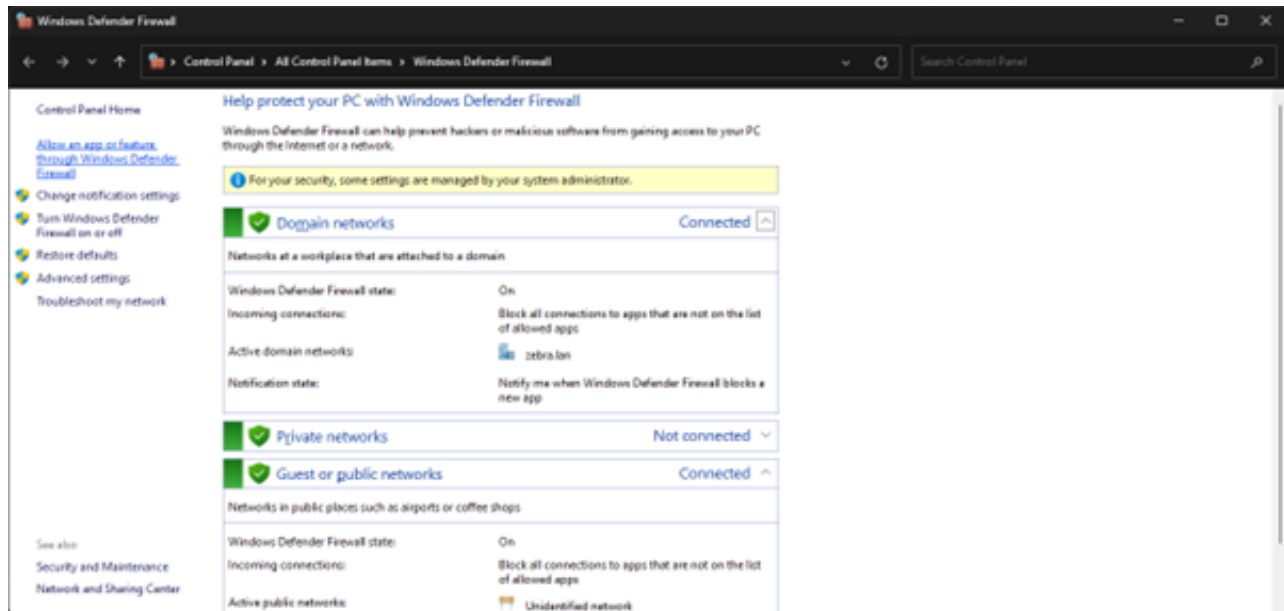 Windows Defender Firewall
Control Panel > All Control Panel Items > Windows Defender Firewall
Search Control Panel
Control Panel Home
Allow an app or feature
through Windows Defender
Firewall
Change notification settings
Turn Windows Defender
Firewall on or off
Restore defaults
Advanced settings
Troubleshoot my network
See also
Security and Maintenance
Network and Sharing Center
Help protect your PC with Windows Defender Firewall
Windows Defender Firewall can help prevent hackers or malicious software from gaining access to your PC
through the Internet or a network.
For your security, some settings are managed by your system administrator.
Domain networks Connected
Networks at a workplace that are attached to a domain
Windows Defender Firewall state: On
Incoming connections: Block all connections to apps that are not on the list
of allowed apps
Active domain networks: zebra.lan
Notification state: Notify me when Windows Defender Firewall blocks a
new app
Private networks Not connected
Guest or public networks Connected
Networks in public places such as airports or coffee shops
Windows Defender Firewall state: On
Incoming connections: Block all connections to apps that are not on the list
of allowed apps
Active public networks: Unidentified network